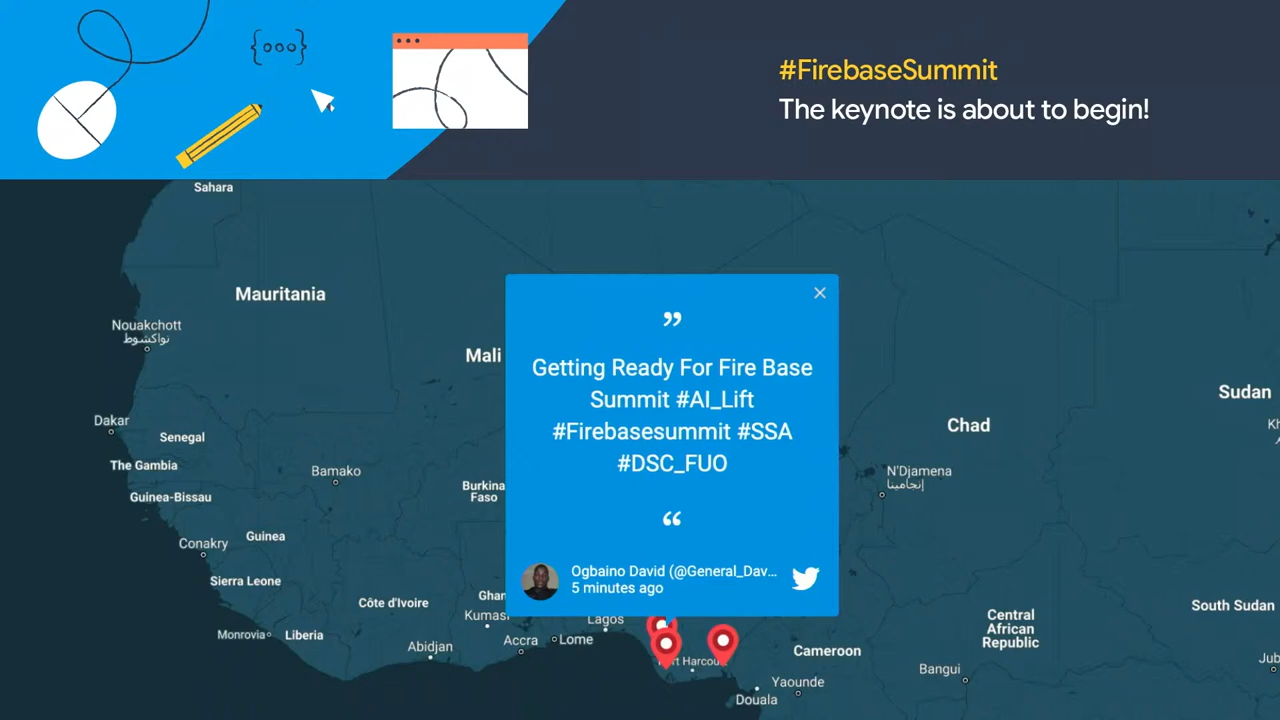 {ooo}
#FirebaseSummit
The keynote is about to begin!
Sahara
Mauritania
Nouakchott
نواكشوط
Mali
Dakar
Senegal
The Gambia
Guinea-Bissau
Bamako
Burkina
Faso
Conakry
Guinea
Sierra Leone
Côte d'Ivoire
Monrovia
Liberia
Abidjan
Kumasi
Accra
Lome
Lagos
”
Getting Ready For Fire Base
Summit #AI_Lift
#Firebasesummit #SSA
#DSC_FUO
“
Ogbaino David (@General_Dav...
5 minutes ago
Chad
N'Djamena
إنجامينا
Sudan
South Sudan
Central
African
Republic
Cameroon
Bangui
Yaounde
Douala